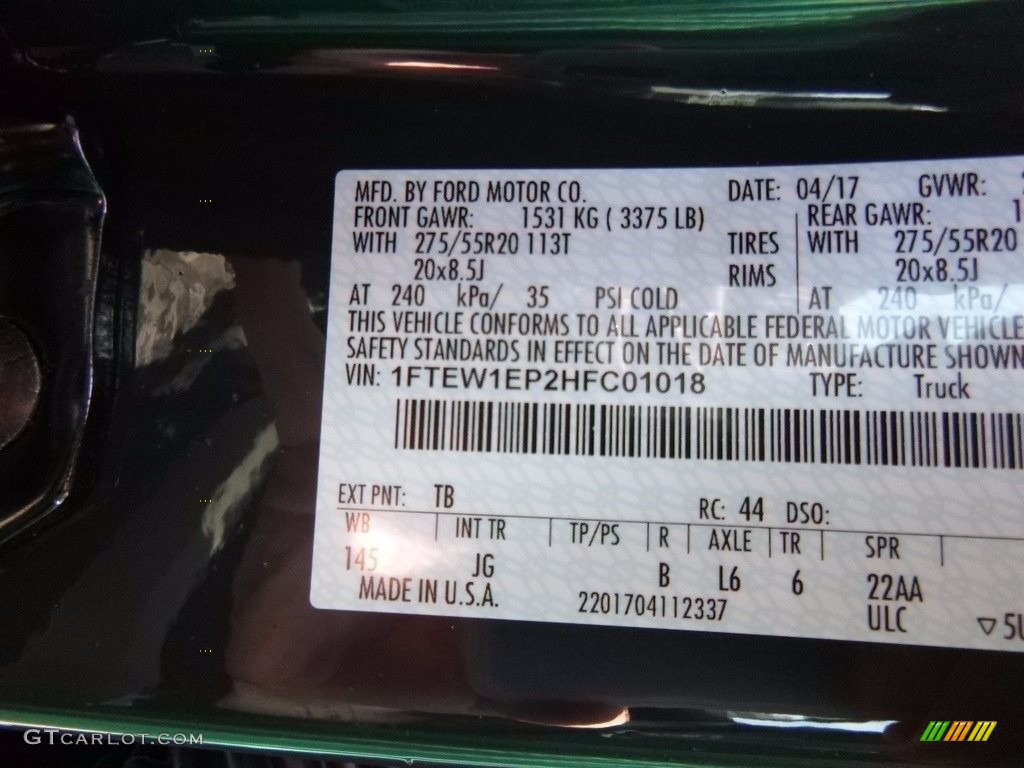 MFD. BY FORD MOTOR CO. DATE: 04/17 GVWR:
FRONT GAWR: 1531 KG ( 3375 LB) REAR GAWR: 1
WITH 275/55R20 113T TIRES WITH 275/55R20
20x8.5J RIMS 20x8.5J
AT 240 kPa/ 35 PSI COLD AT 240 kPa/
THIS VEHICLE CONFORMS TO ALL APPLICABLE FEDERAL MOTOR VEHICLE
SAFETY STANDARDS IN EFFECT ON THE DATE OF MANUFACTURE SHOWN
VIN: 1FTEW1EP2HFC01018 TYPE: Truck
EXT PNT: TB RC: 44 DSO:
WB INT TR TP/PS R AXLE TR SPR
145 JG B L6 6 22AA
MADE IN U.S.A. 2201704112337 ULC ▽ 5U
GTCARLOT.COM